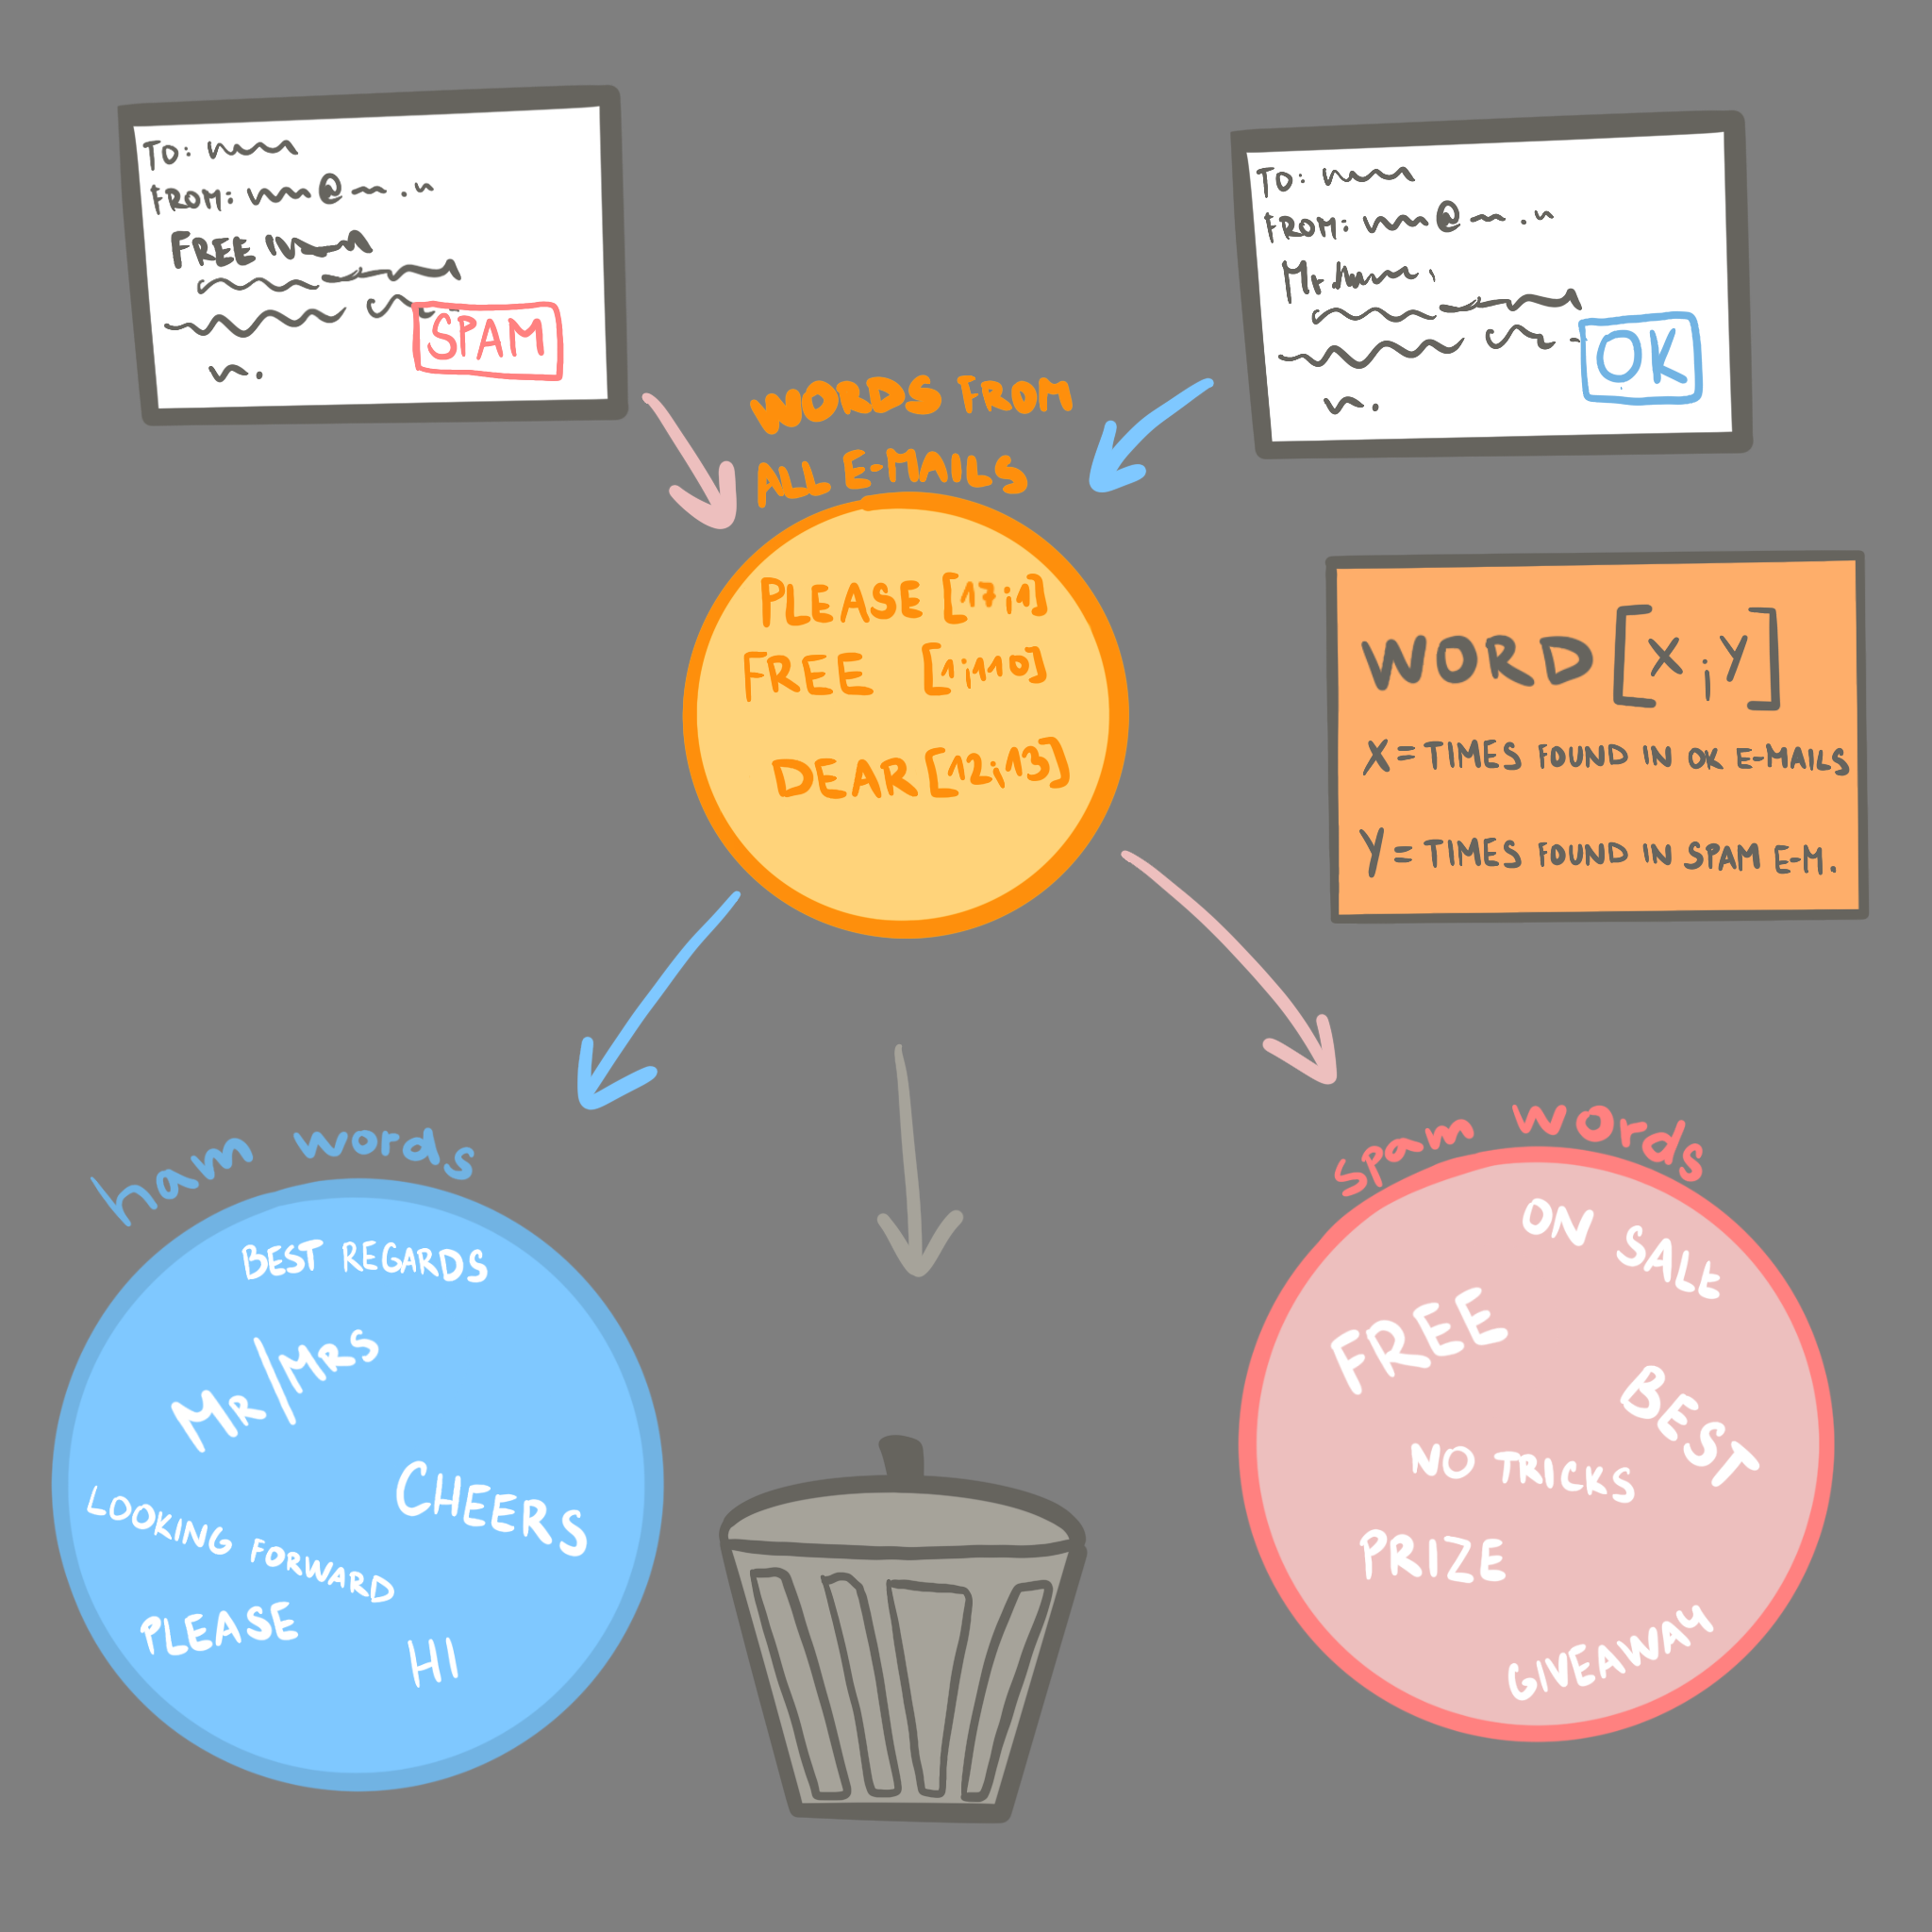 TO:
FROM: @ .
FREE
SPAM
TO:
FROM: @ .
MR.
OK
WORDS FROM
ALL E-MAILS
PLEASE [17;1]
FREE [1;10]
DEAR [12;13]
WORD [X;Y]
X = TIMES FOUND IN OK E-MAILS
Y = TIMES FOUND IN SPAM E-M.
ham words
BEST REGARDS
MR/MRS
CHEERS
LOOKING FORWARD
PLEASE
HI
spam words
ON SALE
FREE
BEST
NO TRICKS
PRIZE
GIVEAWAY